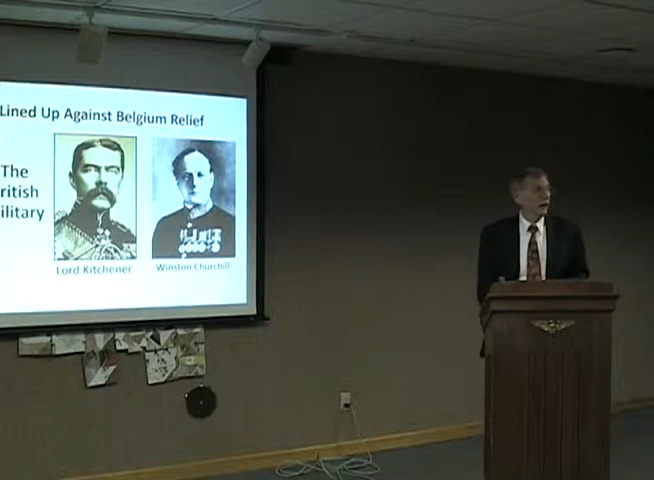 Lined Up Against Belgium Relief
The
ritish
ilitary
Lord Kitchener
Winston Churchill